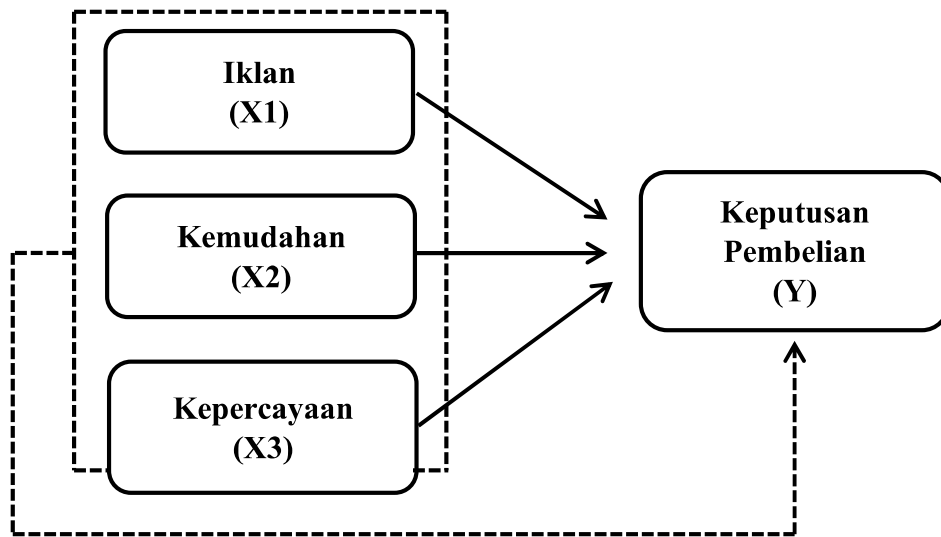 Iklan
(X1)
Kemudahan
(X2)
Kepercayaan
(X3)
Keputusan
Pembelian
(Y)